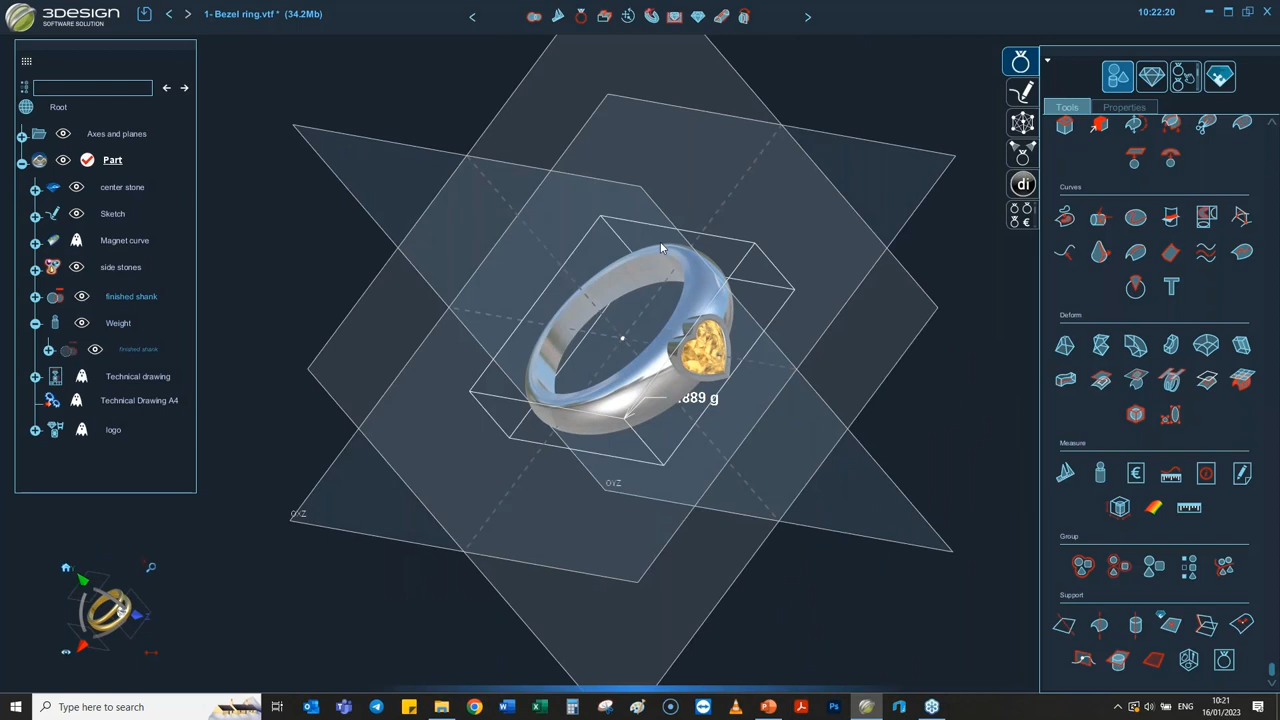 3DESIGN
SOFTWARE SOLUTION
1- Bezel ring.vtf * (34.2Mb)
10:22:20
Tools
Properties
Root
Axes and planes
Part
center stone
Sketch
Magnet curve
side stones
finished shank
Weight
finished shank
Technical drawing
Technical Drawing A4
logo
.889 g
OYZ
OXZ
Z
di
Curves
Deform
Measure
Group
Support
Type here to search
ENG
10:21
16/01/2023